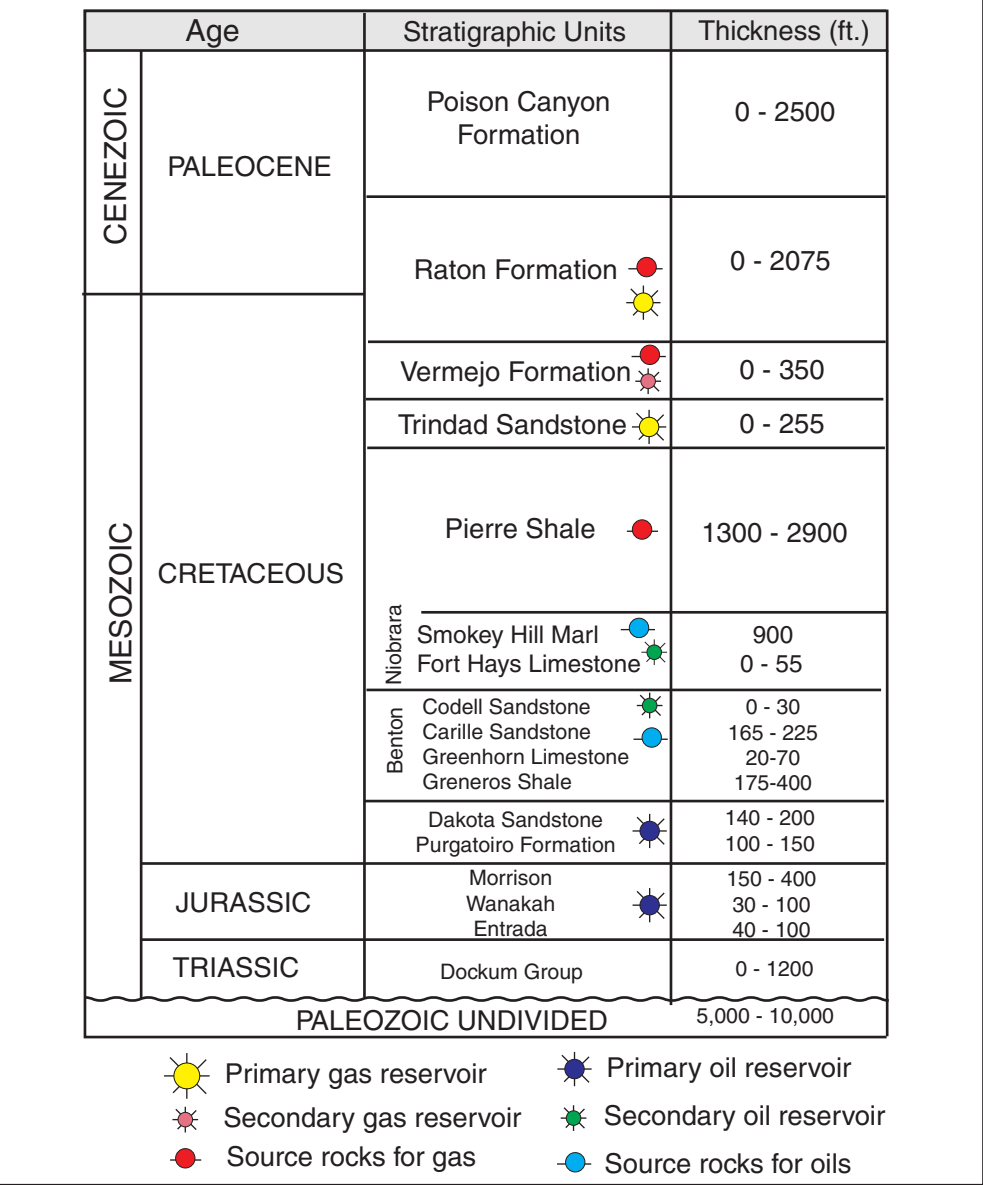 Age
Stratigraphic Units
Thickness (ft.)
CENEZOIC
PALEOCENE
Poison Canyon
Formation
0 - 2500
Raton Formation
0 - 2075
MESOZOIC
CRETACEOUS
Vermejo Formation
0 - 350
Trindad Sandstone
0 - 255
Pierre Shale
1300 - 2900
Niobrara
Smokey Hill Marl
900
Fort Hays Limestone
0 - 55
Benton
Codell Sandstone
0 - 30
Carille Sandstone
165 - 225
Greenhorn Limestone
20-70
Greneros Shale
175-400
Dakota Sandstone
140 - 200
Purgatoiro Formation
100 - 150
JURASSIC
Morrison
150 - 400
Wanakah
30 - 100
Entrada
40 - 100
TRIASSIC
Dockum Group
0 - 1200
PALEOZOIC UNDIVIDED
5,000 - 10,000
Primary gas reservoir
Primary oil reservoir
Secondary gas reservoir
Secondary oil reservoir
Source rocks for gas
Source rocks for oils